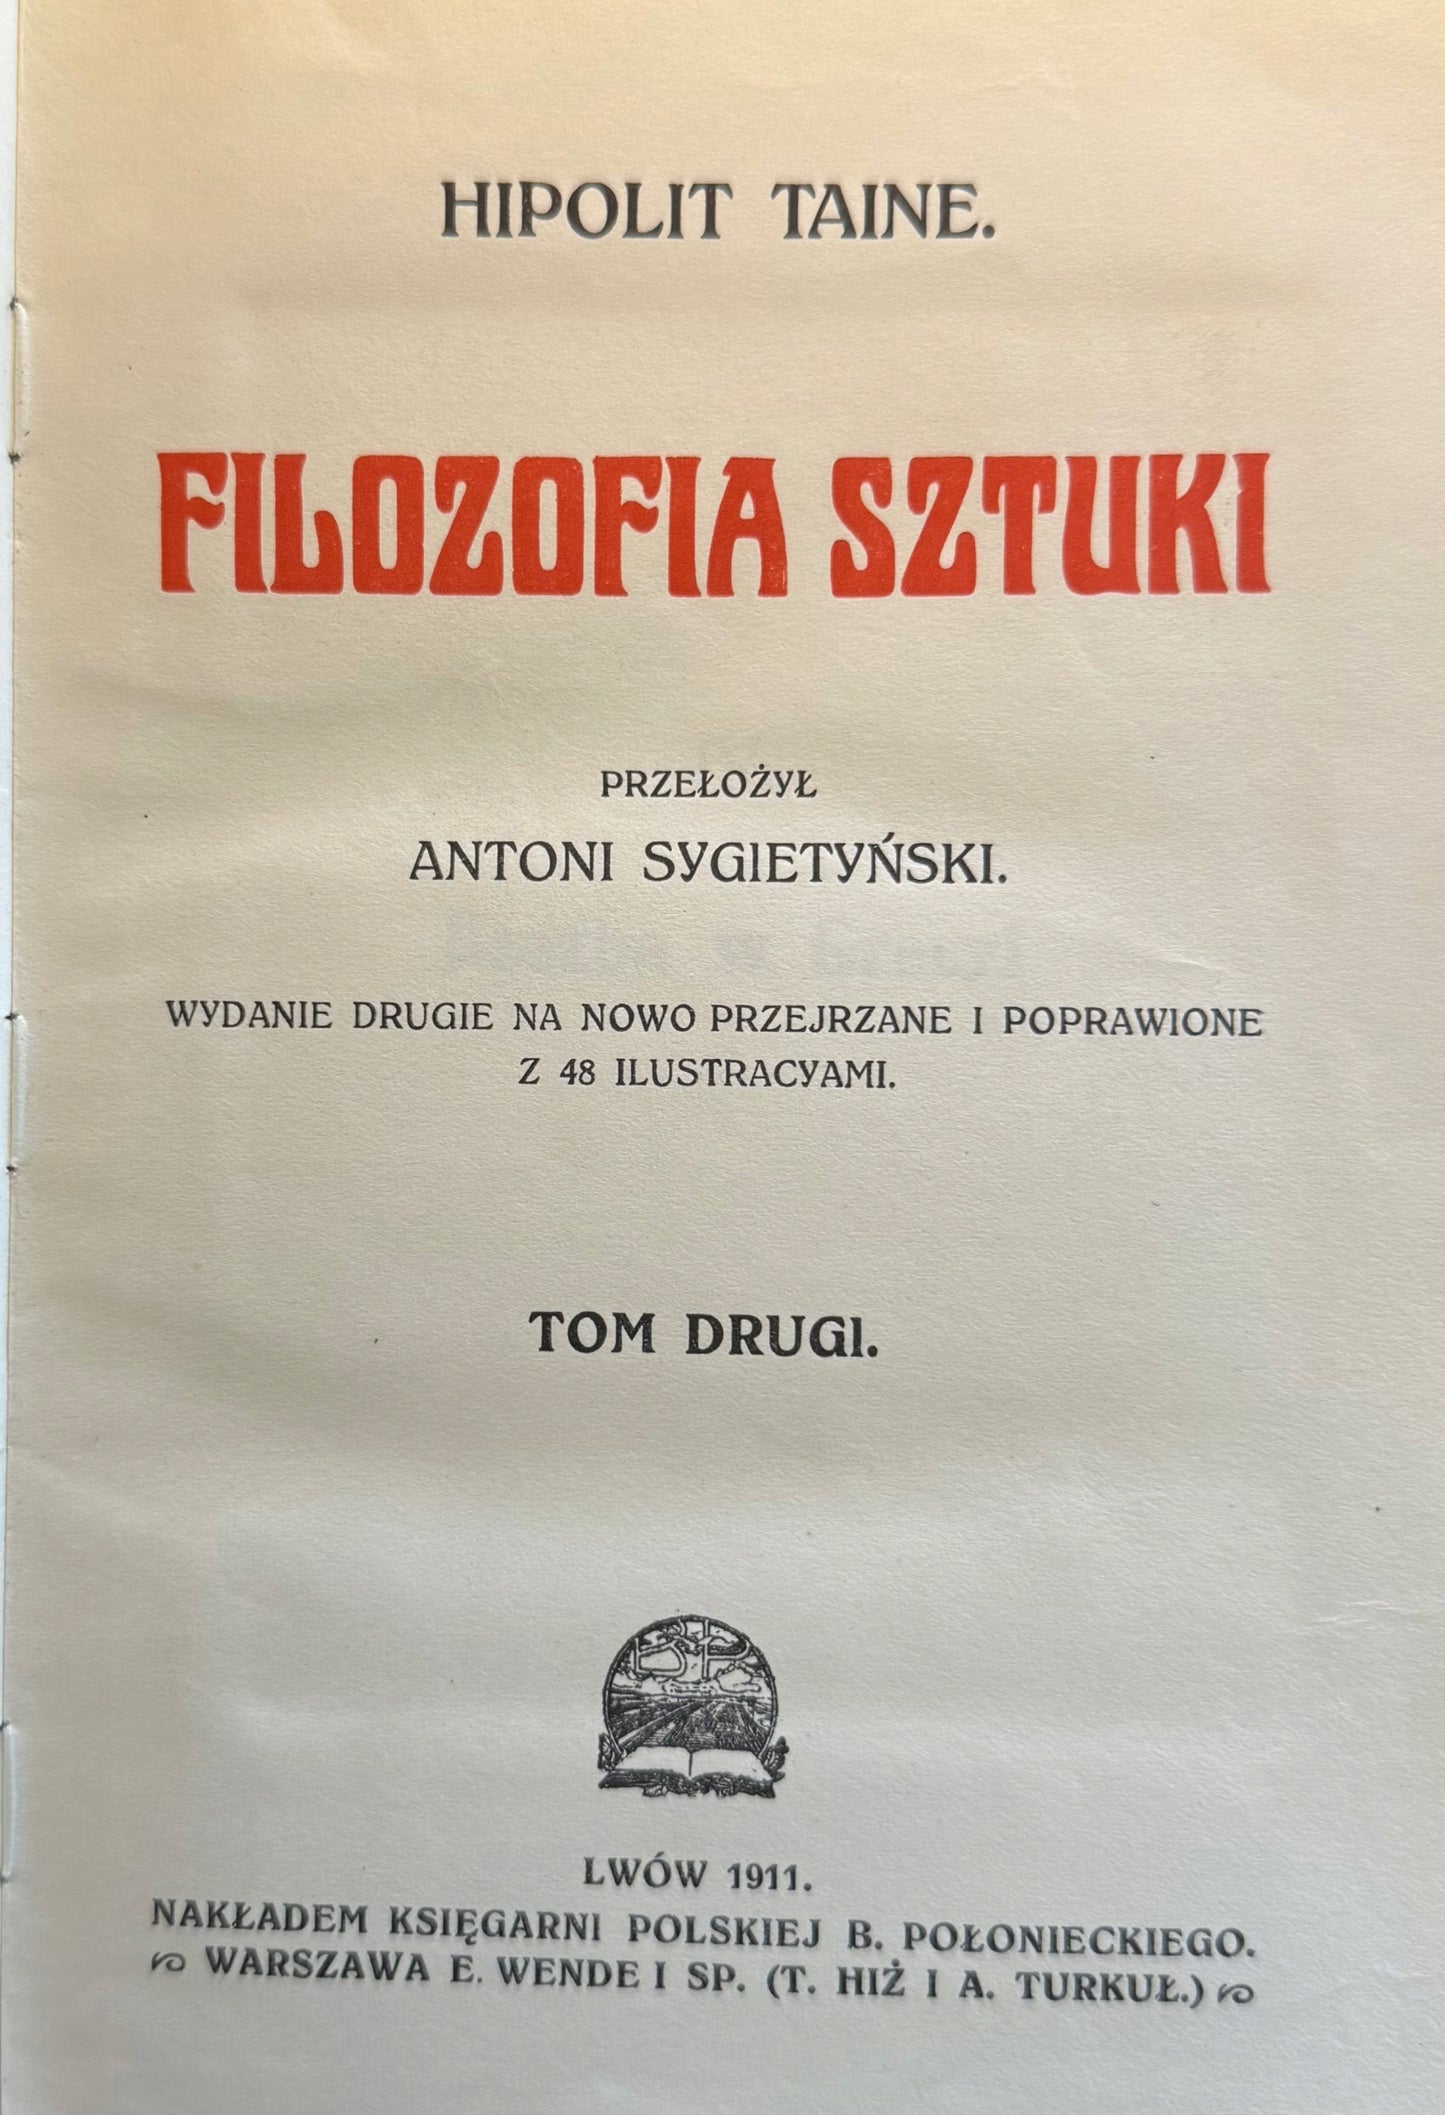 HIPOLIT TAINE.
FILOZOFIA SZTUKI
PRZEŁOŻYŁ
ANTONI SYGIETYŃSKI.
WYDANIE DRUGIE NA NOWO PRZEJRZANE I POPRAWIONE
Z 48 ILUSTRACYAMI.
TOM DRUGI.
BP
LWÓW 1911.
NAKŁADEM KSIĘGARNI POLSKIEJ B. POŁONIECKIEGO.
WARSZAWA E. WENDE I SP. (T. HIŻ I A. TURKUŁ.)